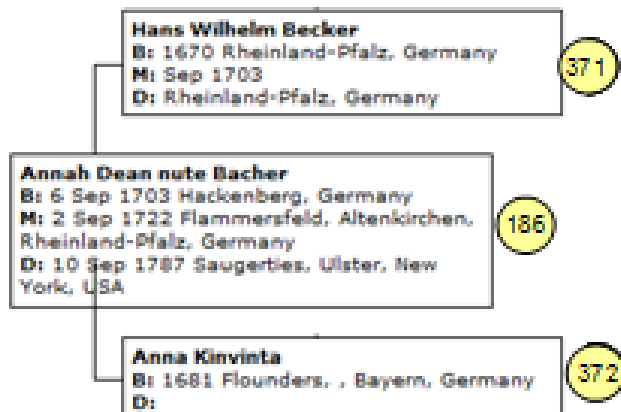 Hans Wilhelm Becker
B: 1670 Rheinland-Pfalz, Germany
M: Sep 1703
D: Rheinland-Pfalz, Germany
371
Annah Dean nute Bacher
B: 6 Sep 1703 Hackenberg, Germany
M: 2 Sep 1722 Flammersfeld, Altenkirchen,
Rheinland-Pfalz, Germany
D: 10 Sep 1787 Saugerties, Ulster, New
York, USA
186
Anna Kinvinta
B: 1681 Flounders, , Bayern, Germany
D:
372